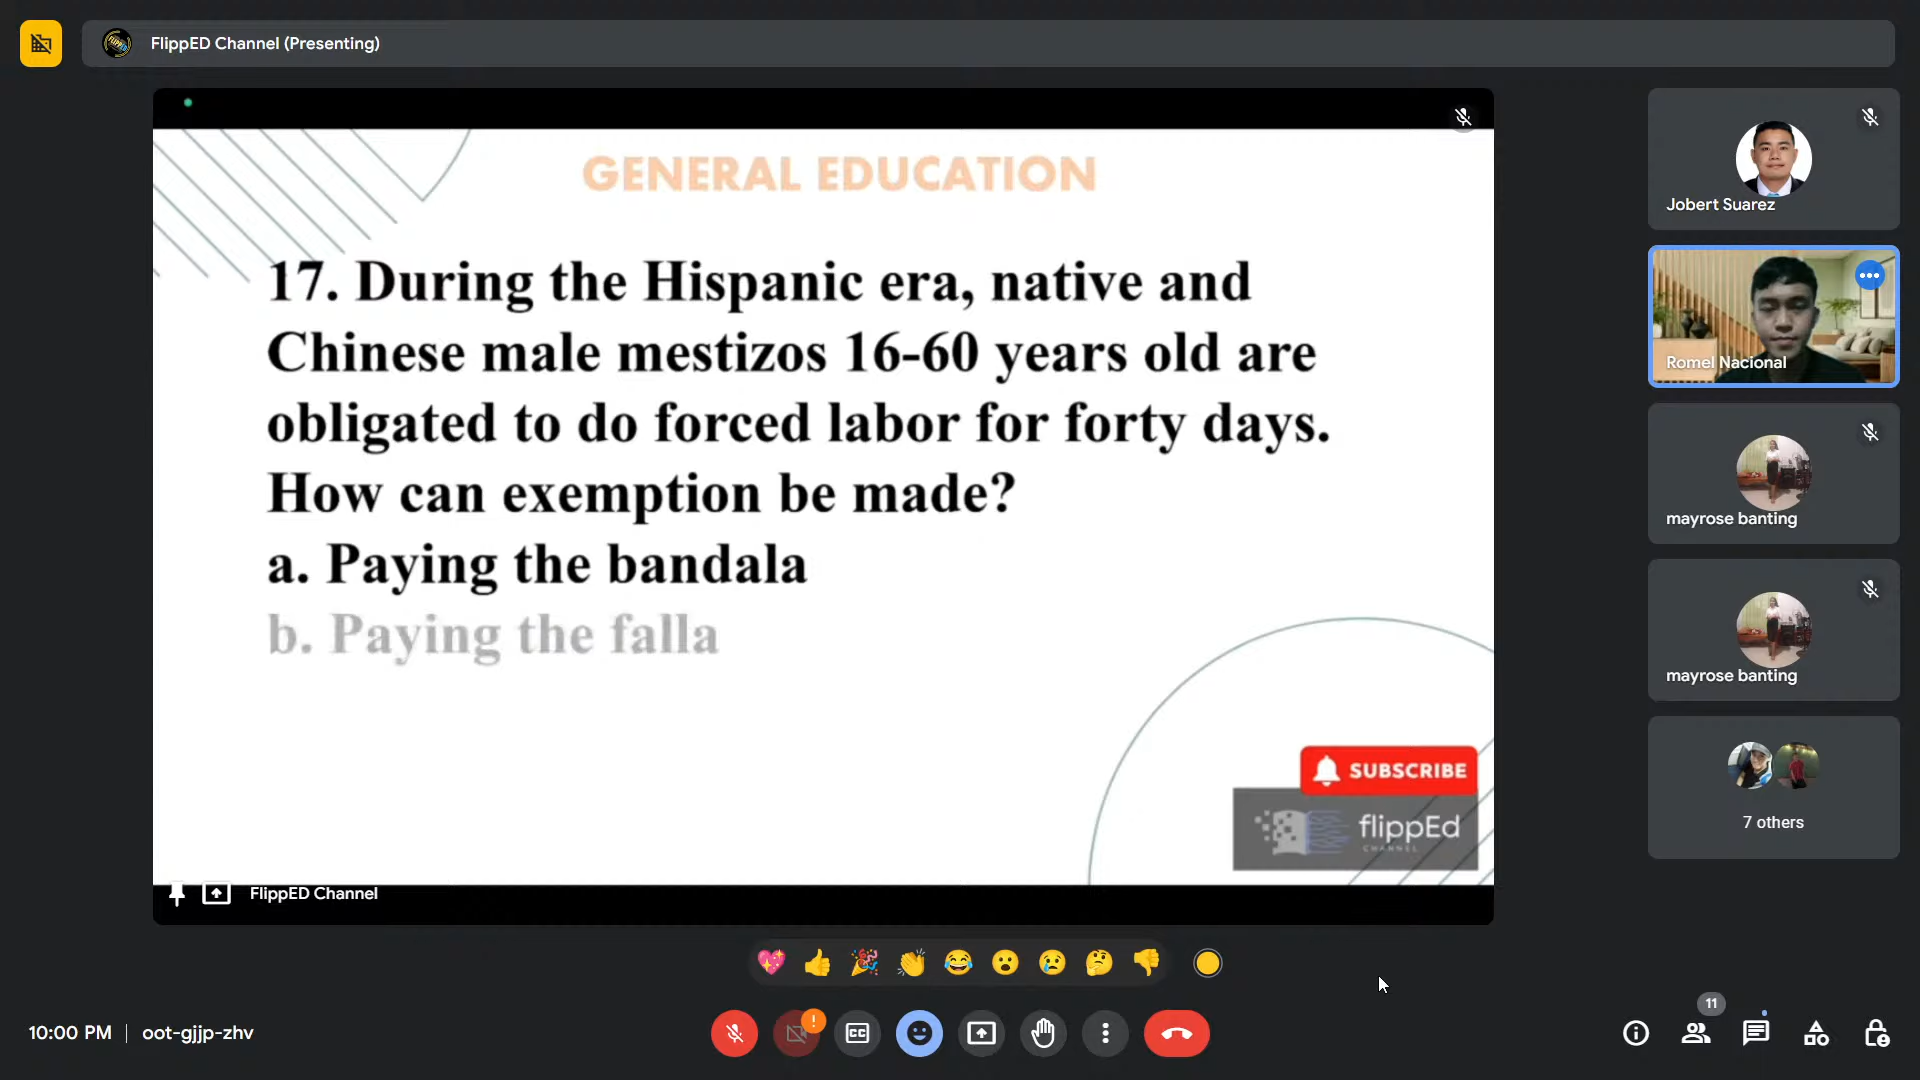 FlippED Channel (Presenting)
GENERAL EDUCATION
17. During the Hispanic era, native and
Chinese male mestizos 16-60 years old are
obligated to do forced labor for forty days.
How can exemption be made?
a. Paying the bandala
b. Paying the falla
SUBSCRIBE
flippEd
CHANNEL
FlippED Channel
Jobert Suarez
Romel Nacional
mayrose banting
mayrose banting
7 others
10:00 PM | oot-gjjp-zhv
CC
11